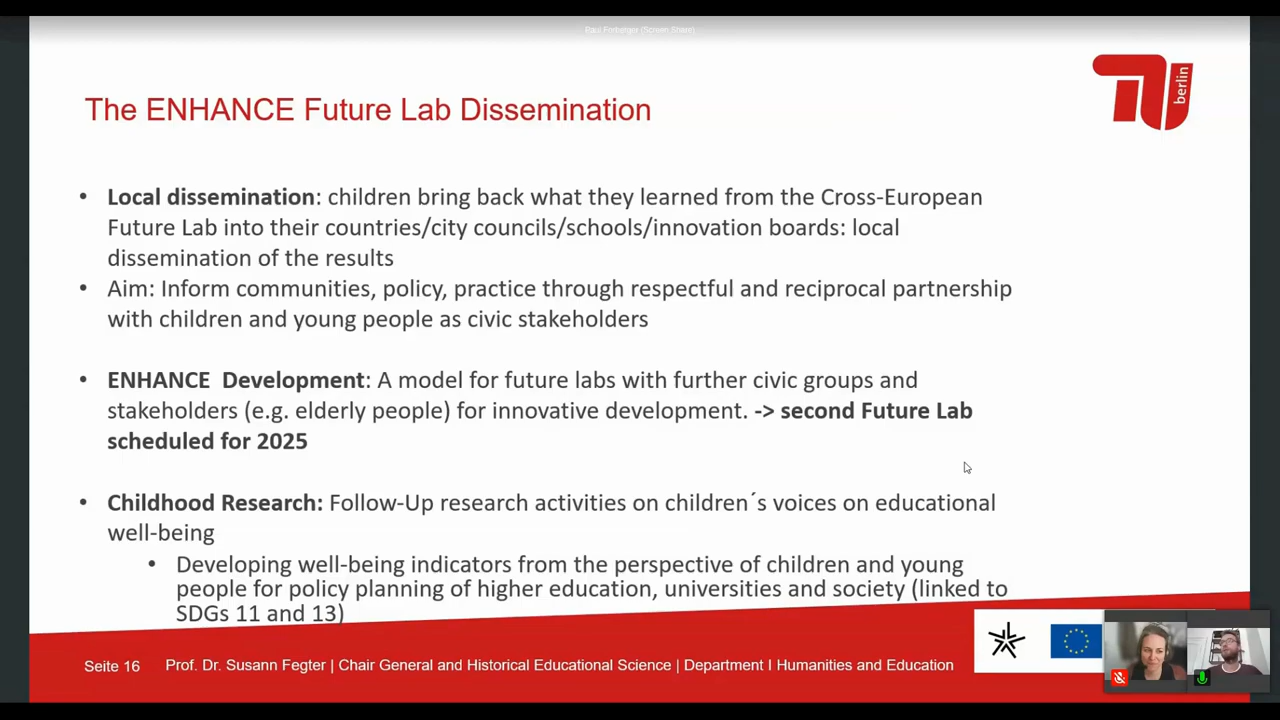 The ENHANCE Future Lab Dissemination
berlin
• Local dissemination: children bring back what they learned from the Cross-European
Future Lab into their countries/city councils/schools/innovation boards: local
dissemination of the results
• Aim: Inform communities, policy, practice through respectful and reciprocal partnership
with children and young people as civic stakeholders
• ENHANCE Development: A model for future labs with further civic groups and
stakeholders (e.g. elderly people) for innovative development. -> second Future Lab
scheduled for 2025
• Childhood Research: Follow-Up research activities on children´s voices on educational
well-being
• Developing well-being indicators from the perspective of children and young
people for policy planning of higher education, universities and society (linked to
SDGs 11 and 13)
Seite 16 Prof. Dr. Susann Fegter | Chair General and Historical Educational Science | Department I Humanities and Education